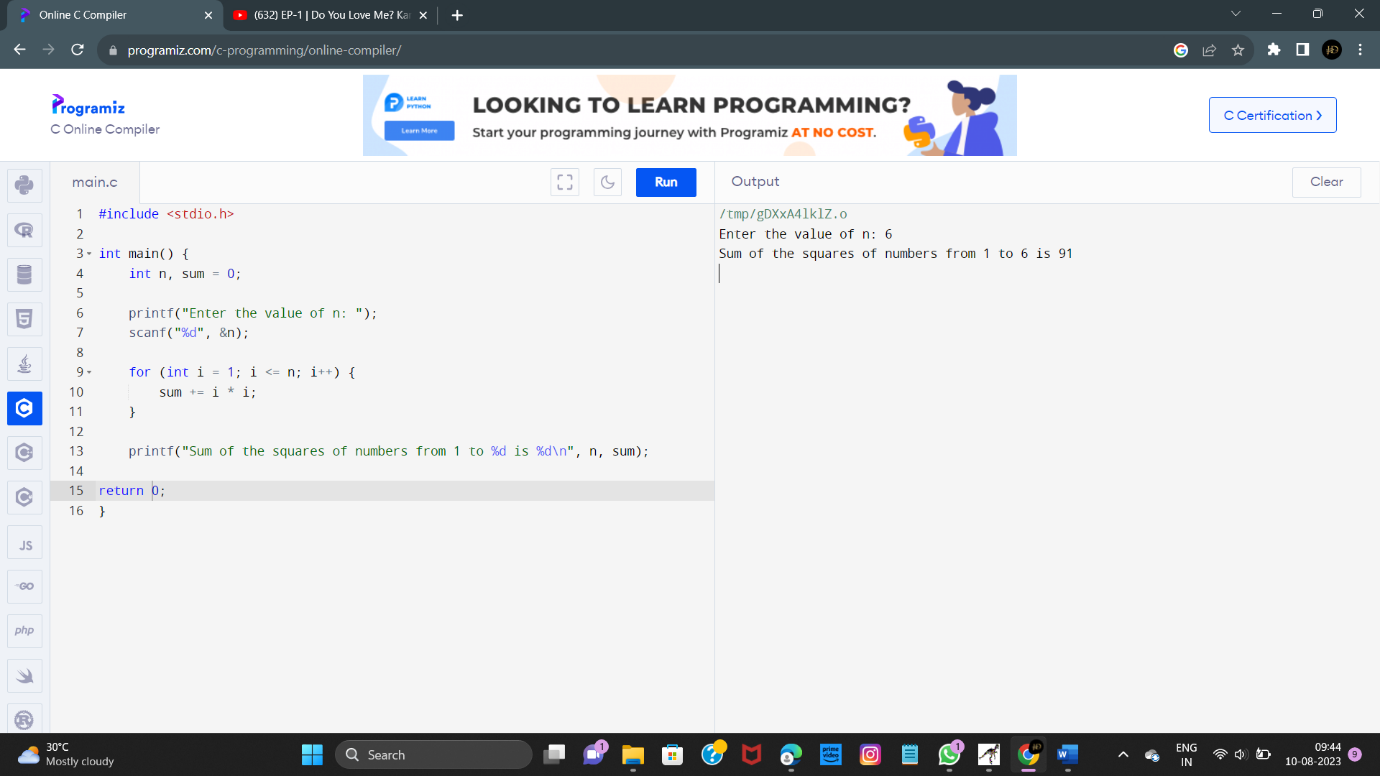 Online C Compiler
(632) EP-1 | Do You Love Me? Ka
programiz.com/c-programming/online-compiler/
Programiz
C Online Compiler
LEARN
PYTHON
Learn More
LOOKING TO LEARN PROGRAMMING?
Start your programming journey with Programiz AT NO COST.
C Certification >
main.c
Run
Output
Clear
1 #include <stdio.h>
2
3 int main() {
4     int n, sum = 0;
5
6     printf("Enter the value of n: ");
7     scanf("%d", &n);
8
9     for (int i = 1; i <= n; i++) {
10         sum += i * i;
11     }
12
13     printf("Sum of the squares of numbers from 1 to %d is %d\n", n, sum);
14
15 return 0;
16 }
/tmp/gDXxA4lklZ.o
Enter the value of n: 6
Sum of the squares of numbers from 1 to 6 is 91
JS
GO
php
30°C
Mostly cloudy
Search
1
prime
video
1
W
ENG
IN
09:44
10-08-2023
9